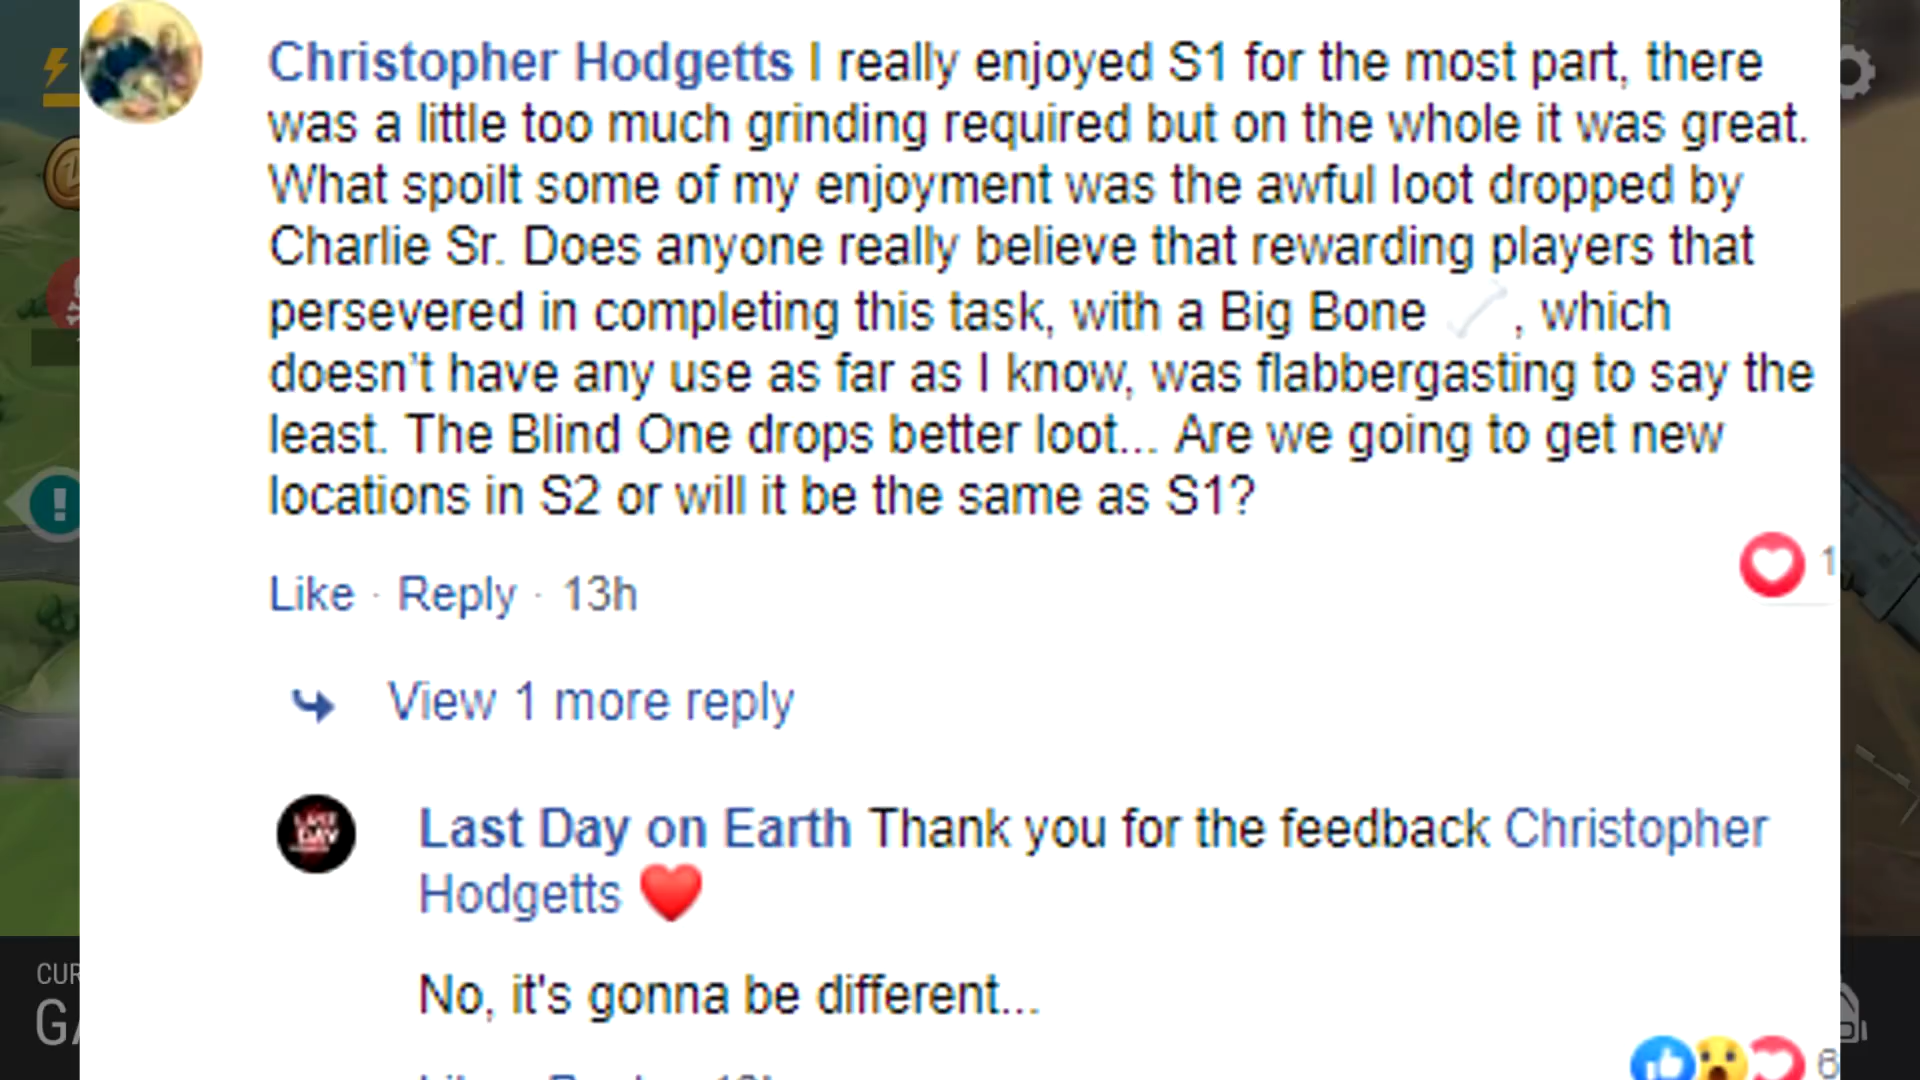 Christopher Hodgetts I really enjoyed S1 for the most part, there
was a little too much grinding required but on the whole it was great.
What spoilt some of my enjoyment was the awful loot dropped by
Charlie Sr. Does anyone really believe that rewarding players that
persevered in completing this task, with a Big Bone 🦴, which
doesn't have any use as far as I know, was flabbergasting to say the
least. The Blind One drops better loot... Are we going to get new
locations in S2 or will it be the same as S1?
1
Like · Reply · 13h
View 1 more reply
LAST DAY
Last Day on Earth Thank you for the feedback Christopher
Hodgetts ❤️
No, it's gonna be different...
6
CUR
GA